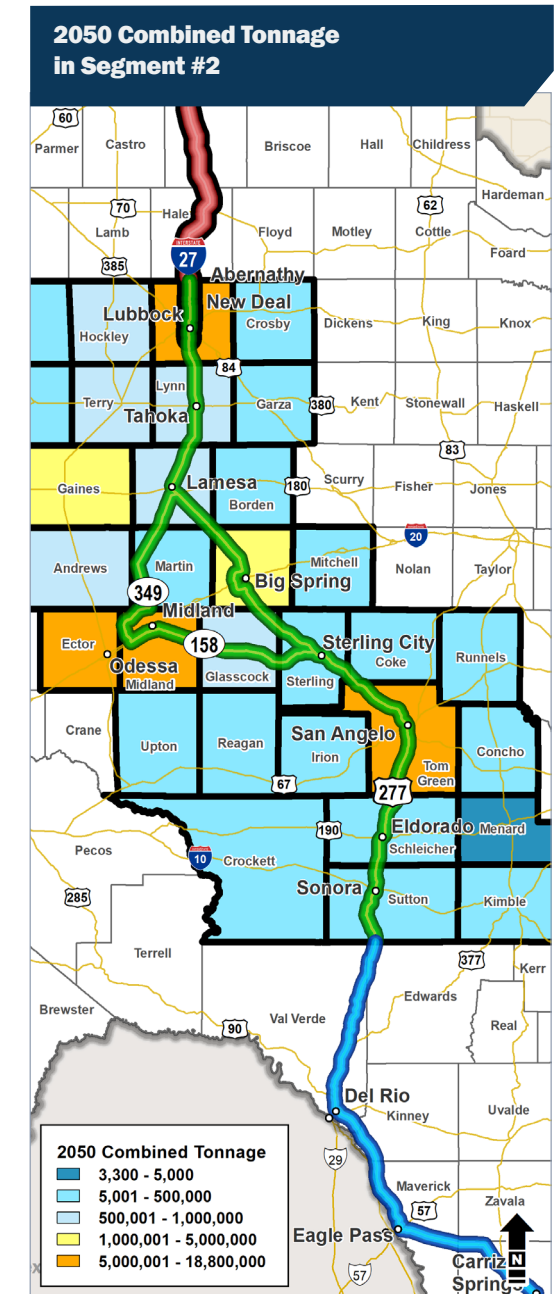 2050 Combined Tonnage
in Segment #2
60
Parmer
Castro
Briscoe
Hall
Childress
Hardeman
70
Hale
62
Lamb
Floyd
Motley
Cottle
Foard
385
INTERSTATE
27
Abernathy
New Deal
Lubbock
Hockley
Crosby
Dickens
King
Knox
84
Lynn
Terry
Tahoka
Garza
380
Kent
Stonewall
Haskell
83
Gaines
Lamesa
180
Scurry
Fisher
Jones
Borden
20
Andrews
Martin
Mitchell
Nolan
Taylor
Big Spring
349
Midland
158
Ector
Odessa
Midland
Glasscock
Sterling City
Coke
Sterling
Runnels
Crane
Upton
Reagan
San Angelo
Irion
Tom
Green
Concho
67
277
190
Eldorado
Menard
Schleicher
Pecos
10
Crockett
Sonora
Sutton
Kimble
285
Terrell
377
Kerr
Brewster
Val Verde
Edwards
90
Real
Del Rio
Kinney
Uvalde
29
Maverick
57
Zavala
Eagle Pass
N
Carriz
Springs
57
2050 Combined Tonnage
3,300 - 5,000
5,001 - 500,000
500,001 - 1,000,000
1,000,001 - 5,000,000
5,000,001 - 18,800,000